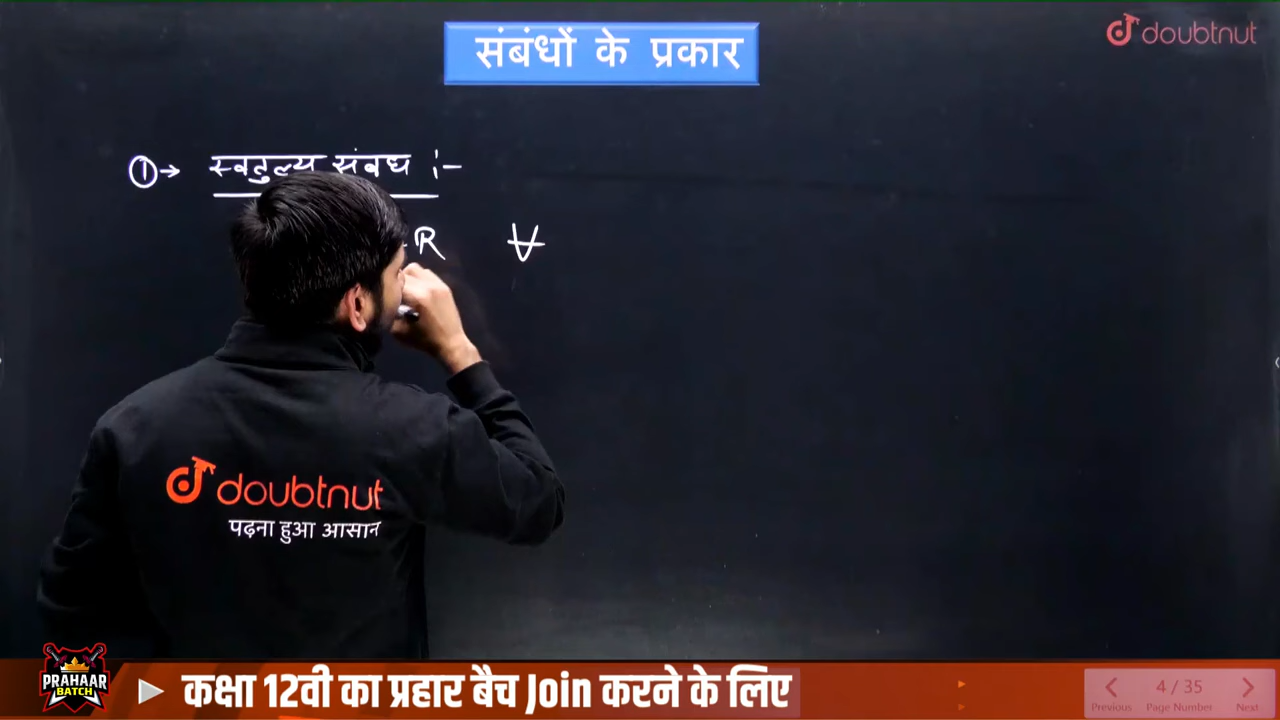 संबंधों के प्रकार
doubtnut
①→ स्वतुल्य संबध :-
R ∀
doubtnut
पढ़ना हुआ आसान
PRAHAAR
BATCH
कक्षा 12वी का प्रहार बैच Join करने के लिए
4 / 35
Previous Page Number Next